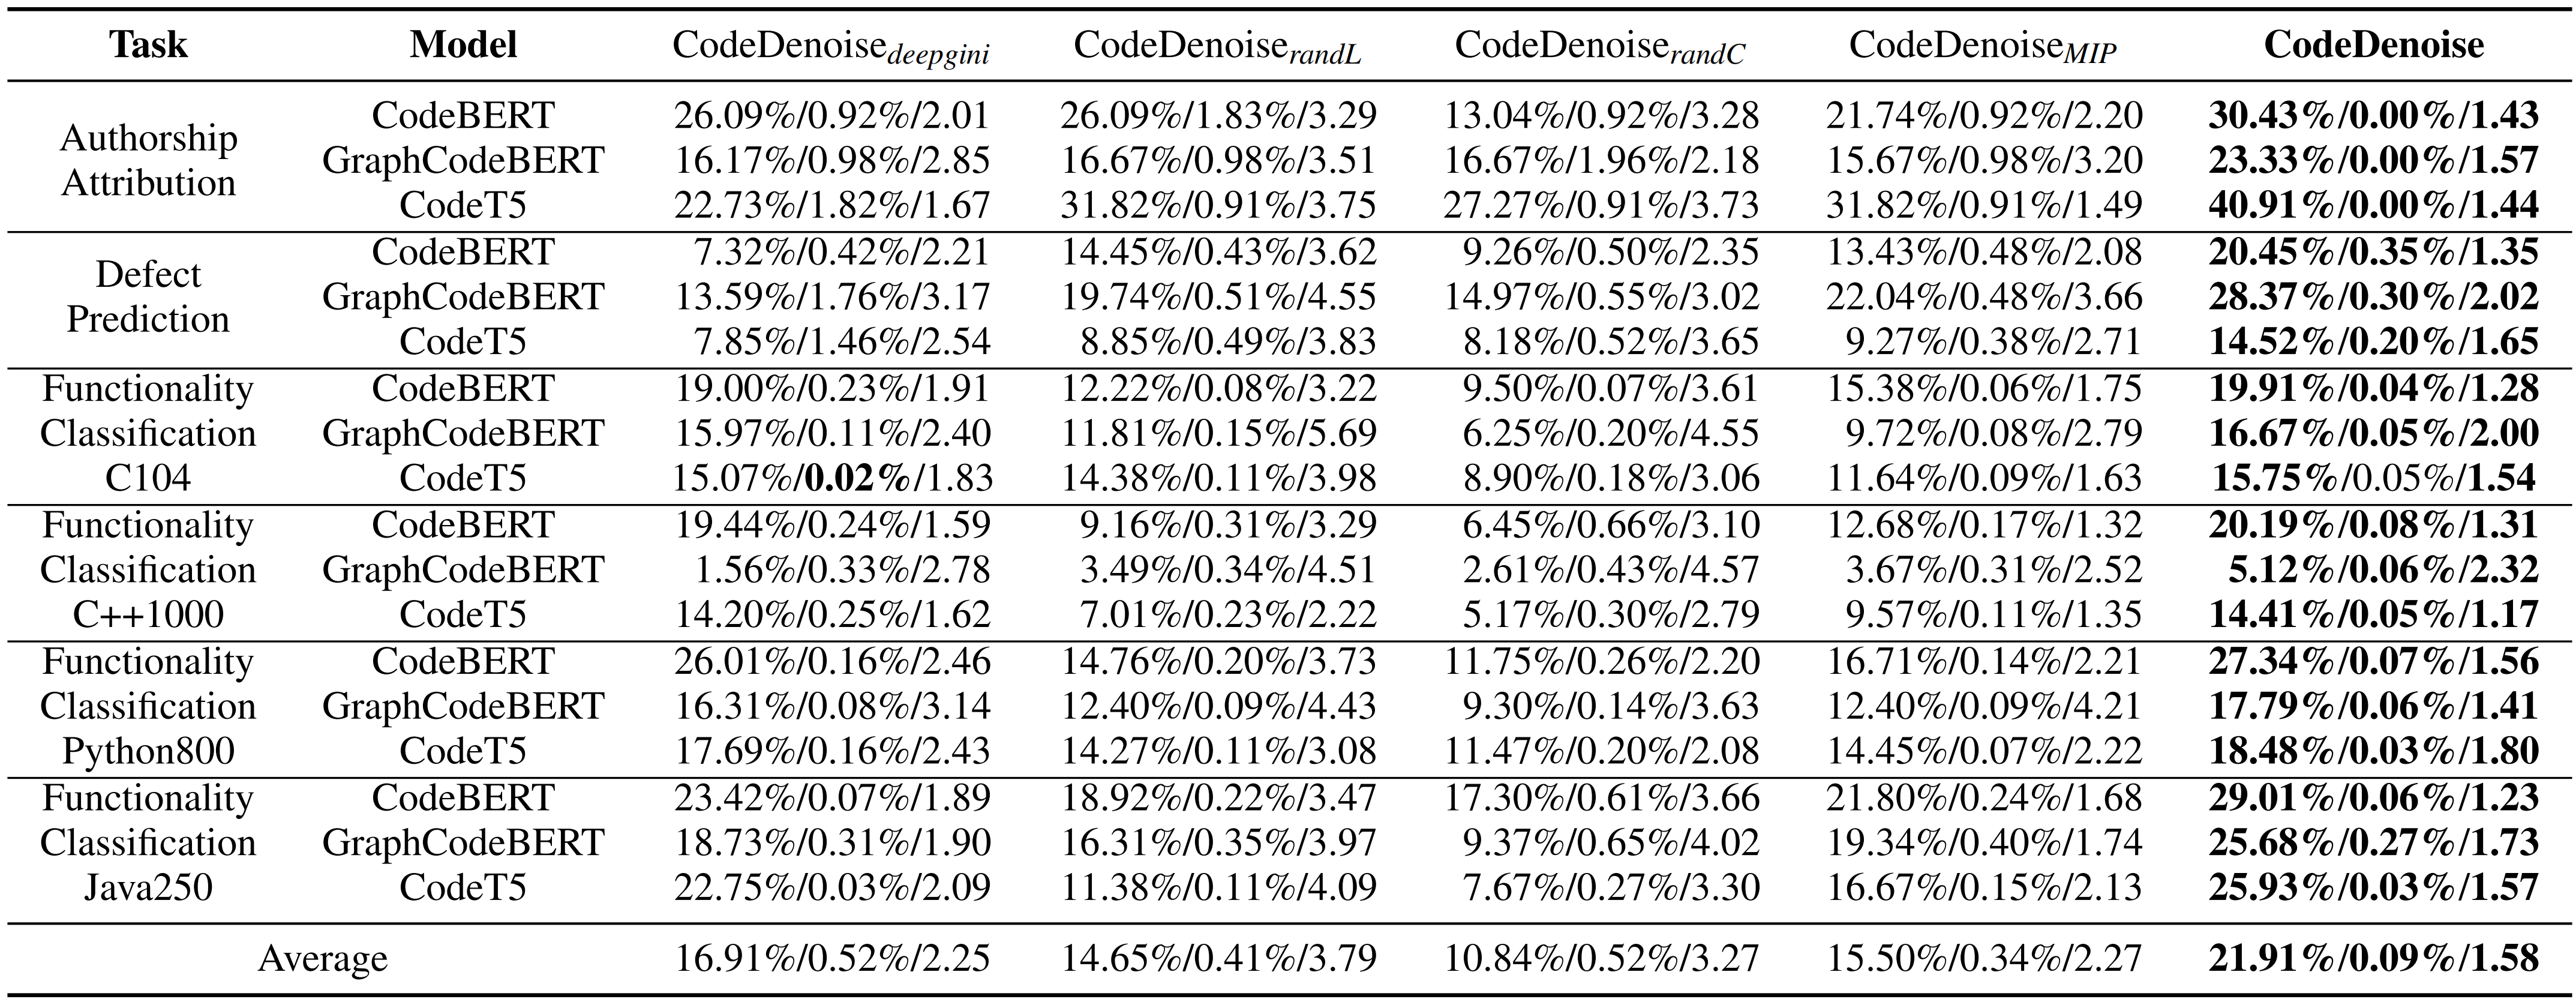 Task Model CodeDenoise_deepgini CodeDenoise_randL CodeDenoise_randC CodeDenoise_MIP CodeDenoise
Authorship Attribution
CodeBERT 26.09%/0.92%/2.01 26.09%/1.83%/3.29 13.04%/0.92%/3.28 21.74%/0.92%/2.20 30.43%/0.00%/1.43
GraphCodeBERT 16.17%/0.98%/2.85 16.67%/0.98%/3.51 16.67%/1.96%/2.18 15.67%/0.98%/3.20 23.33%/0.00%/1.57
CodeT5 22.73%/1.82%/1.67 31.82%/0.91%/3.75 27.27%/0.91%/3.73 31.82%/0.91%/1.49 40.91%/0.00%/1.44
Defect Prediction
CodeBERT 7.32%/0.42%/2.21 14.45%/0.43%/3.62 9.26%/0.50%/2.35 13.43%/0.48%/2.08 20.45%/0.35%/1.35
GraphCodeBERT 13.59%/1.76%/3.17 19.74%/0.51%/4.55 14.97%/0.55%/3.02 22.04%/0.48%/3.66 28.37%/0.30%/2.02
CodeT5 7.85%/1.46%/2.54 8.85%/0.49%/3.83 8.18%/0.52%/3.65 9.27%/0.38%/2.71 14.52%/0.20%/1.65
Functionality CodeBERT 19.00%/0.23%/1.91 12.22%/0.08%/3.22 9.50%/0.07%/3.61 15.38%/0.06%/1.75 19.91%/0.04%/1.28
Classification GraphCodeBERT 15.97%/0.11%/2.40 11.81%/0.15%/5.69 6.25%/0.20%/4.55 9.72%/0.08%/2.79 16.67%/0.05%/2.00
C104 CodeT5 15.07%/0.02%/1.83 14.38%/0.11%/3.98 8.90%/0.18%/3.06 11.64%/0.09%/1.63 15.75%/0.05%/1.54
Functionality CodeBERT 19.44%/0.24%/1.59 9.16%/0.31%/3.29 6.45%/0.66%/3.10 12.68%/0.17%/1.32 20.19%/0.08%/1.31
Classification GraphCodeBERT 1.56%/0.33%/2.78 3.49%/0.34%/4.51 2.61%/0.43%/4.57 3.67%/0.31%/2.52 5.12%/0.06%/2.32
C++1000 CodeT5 14.20%/0.25%/1.62 7.01%/0.23%/2.22 5.17%/0.30%/2.79 9.57%/0.11%/1.35 14.41%/0.05%/1.17
Functionality CodeBERT 26.01%/0.16%/2.46 14.76%/0.20%/3.73 11.75%/0.26%/2.20 16.71%/0.14%/2.21 27.34%/0.07%/1.56
Classification GraphCodeBERT 16.31%/0.08%/3.14 12.40%/0.09%/4.43 9.30%/0.14%/3.63 12.40%/0.09%/4.21 17.79%/0.06%/1.41
Python800 CodeT5 17.69%/0.16%/2.43 14.27%/0.11%/3.08 11.47%/0.20%/2.08 14.45%/0.07%/2.22 18.48%/0.03%/1.80
Functionality CodeBERT 23.42%/0.07%/1.89 18.92%/0.22%/3.47 17.30%/0.61%/3.66 21.80%/0.24%/1.68 29.01%/0.06%/1.23
Classification GraphCodeBERT 18.73%/0.31%/1.90 16.31%/0.35%/3.97 9.37%/0.65%/4.02 19.34%/0.40%/1.74 25.68%/0.27%/1.73
Java250 CodeT5 22.75%/0.03%/2.09 11.38%/0.11%/4.09 7.67%/0.27%/3.30 16.67%/0.15%/2.13 25.93%/0.03%/1.57
Average 16.91%/0.52%/2.25 14.65%/0.41%/3.79 10.84%/0.52%/3.27 15.50%/0.34%/2.27 21.91%/0.09%/1.58